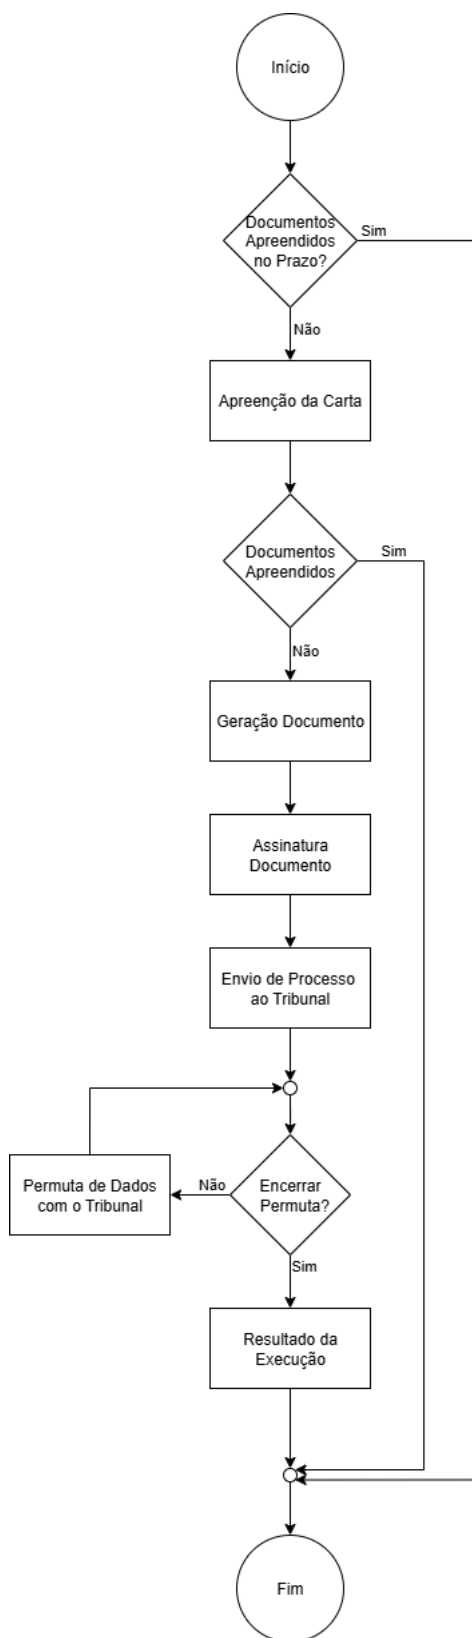 Início
Documentos
Apreendidos
no Prazo?
Sim
Não
Apreenção da Carta
Documentos
Apreendidos
Sim
Não
Geração Documento
Assinatura
Documento
Envio de Processo
ao Tribunal
Permuta de Dados
com o Tribunal
Não
Encerrar
Permuta?
Sim
Resultado da
Execução
Fim